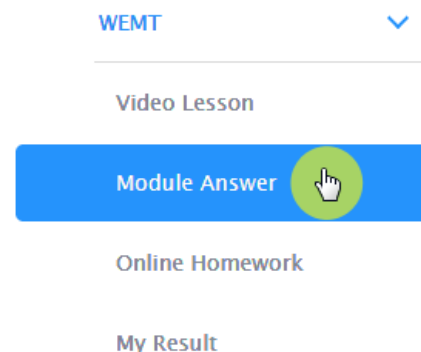 WEMT
Video Lesson
Module Answer
Online Homework
My Result